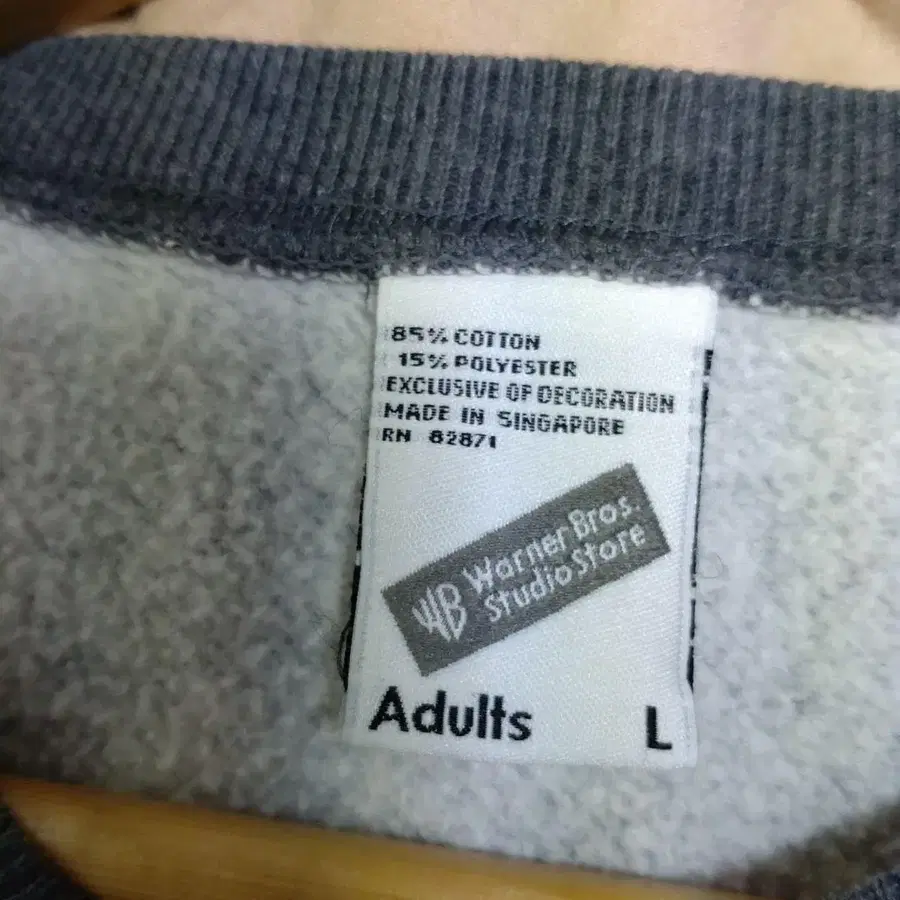 85% COTTON
15% POLYESTER
EXCLUSIVE OF DECORATION
MADE IN SINGAPORE
RN 82871
WB Warner Bros.
Studio Store
Adults L